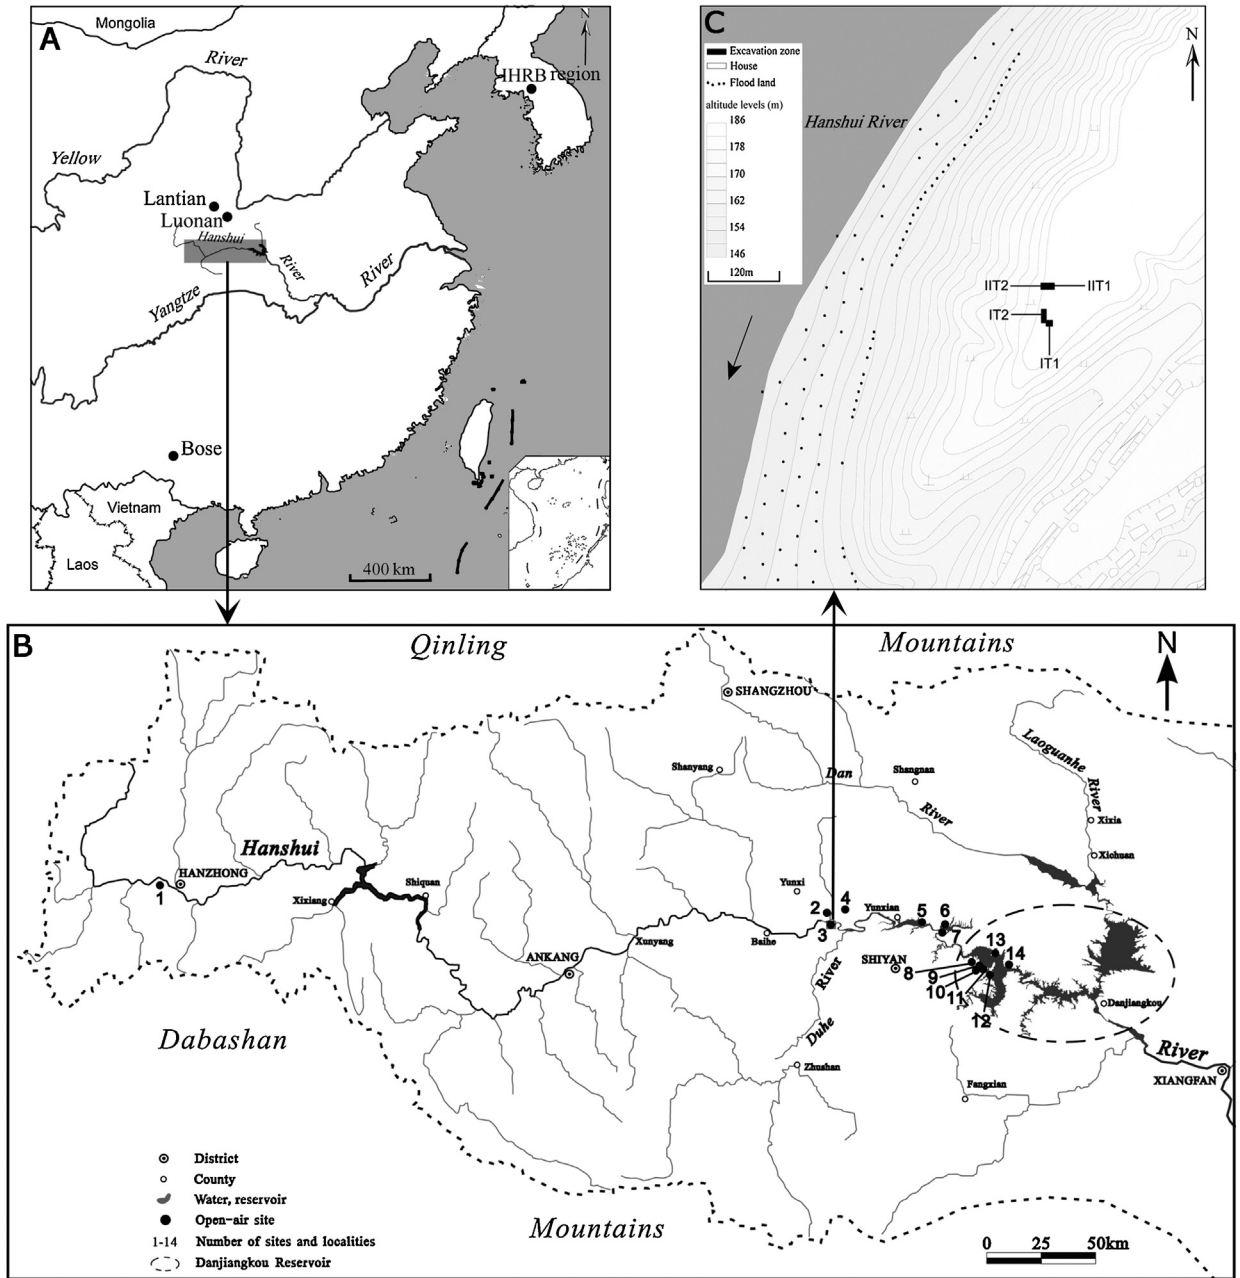 A
Mongolia
N
River
IHRB region
Yellow
Lantian
Luonan
Hanshui
River
River
Yangtze
Bose
Vietnam
Laos
400 km
C
N
Excavation zone
House
Flood land
altitude levels (m)
186
178
170
162
154
146
120m
Hanshui River
IIT2
IIT1
IT2
IT1
B
Qinling
Mountains
N
SHANGZHOU
Laoguanhe
River
Shanyang
Dan
Shangnan
River
Xixia
Xichuan
Hanshui
HANZHONG
1
Xixiang
Shiquan
Yunxi
2
4
3
Yunxian
5
6
7
Baihe
Xunyang
ANKANG
SHIYAN
7
13
14
8
9
10
11
12
River
Duhe
Danjiangkou
Dabashan
River
XIANGFAN
Zhushan
Fangxian
District
County
Water, reservoir
Open-air site
1-14 Number of sites and localities
Danjiangkou Reservoir
Mountains
0 25 50km